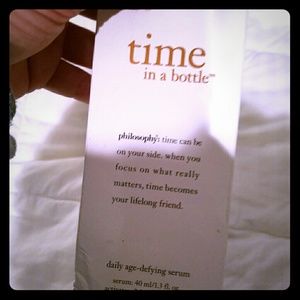 time
in a bottle™
philosophy: time can be
on your side. when you
focus on what really
matters, time becomes
your lifelong friend.
daily age-defying serum
serum: 40 ml/1.3 fl. oz